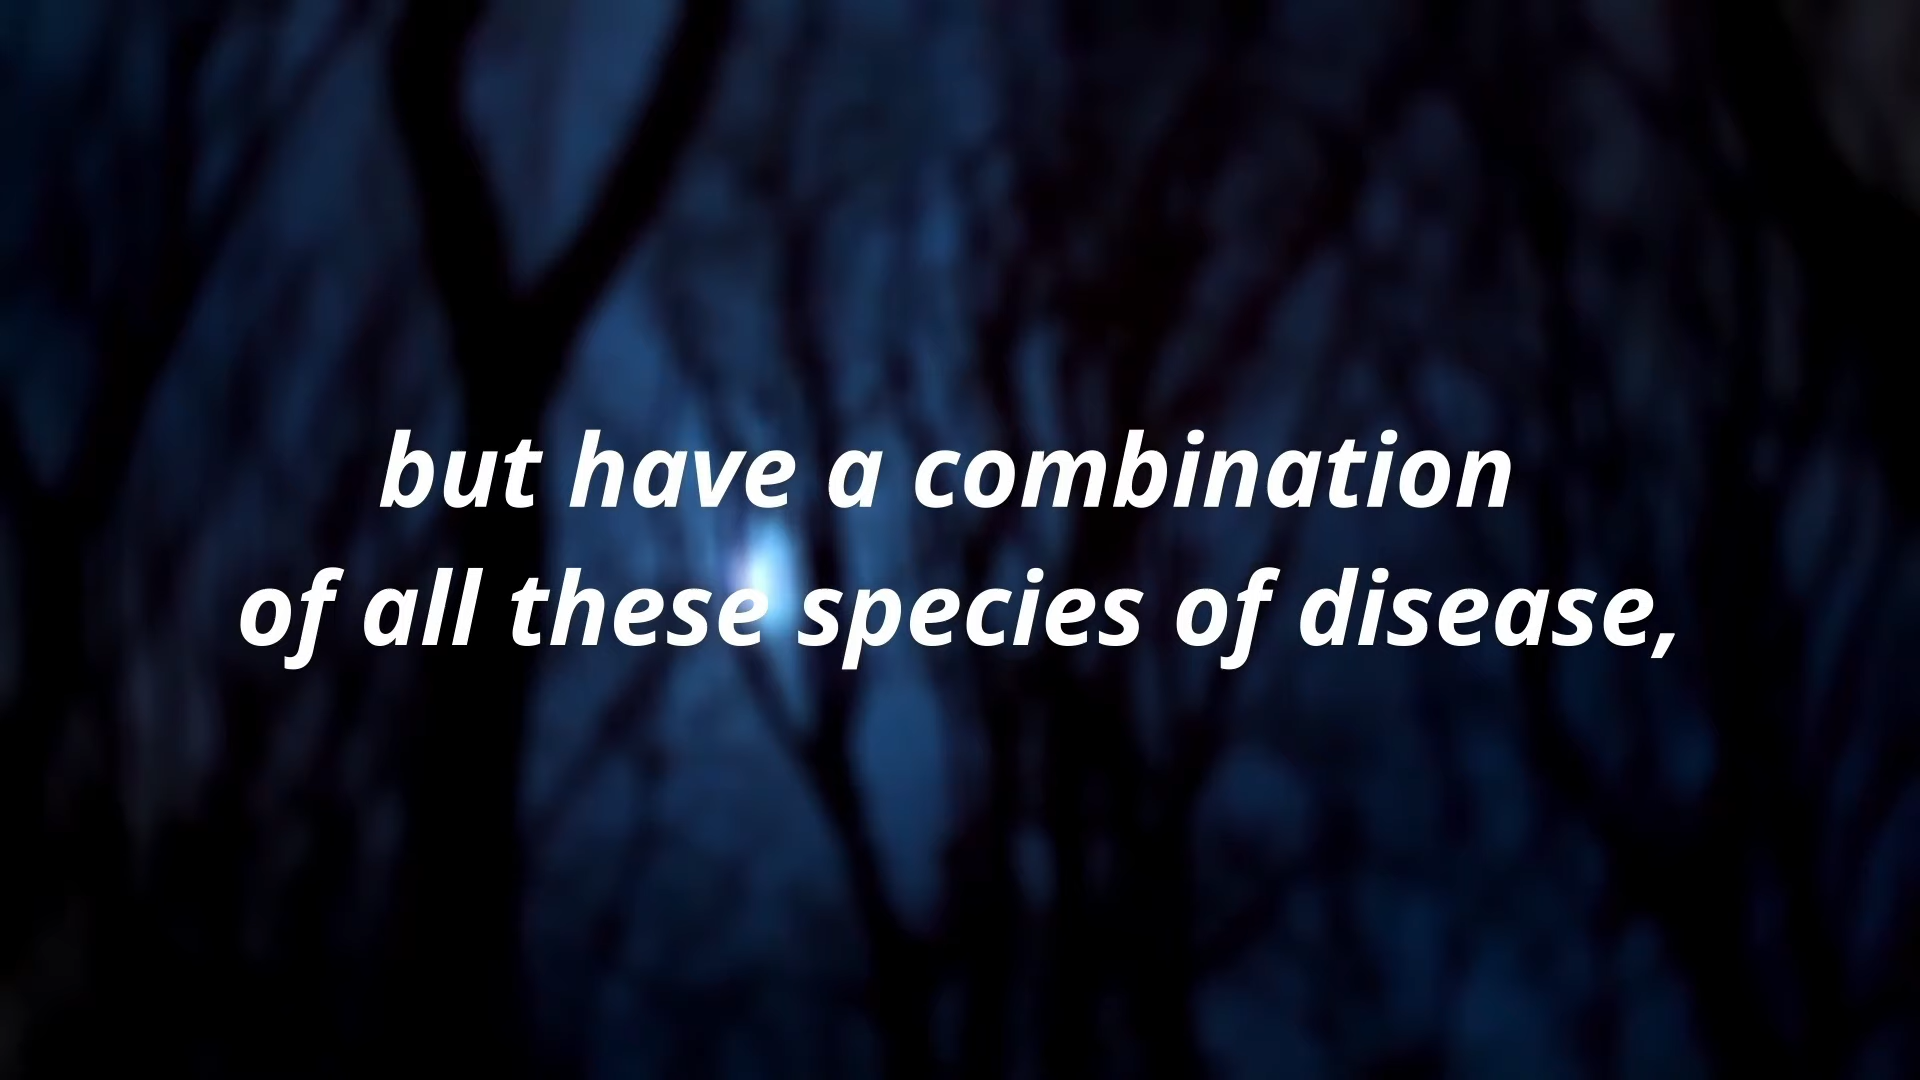 but have a combination
of all these species of disease,